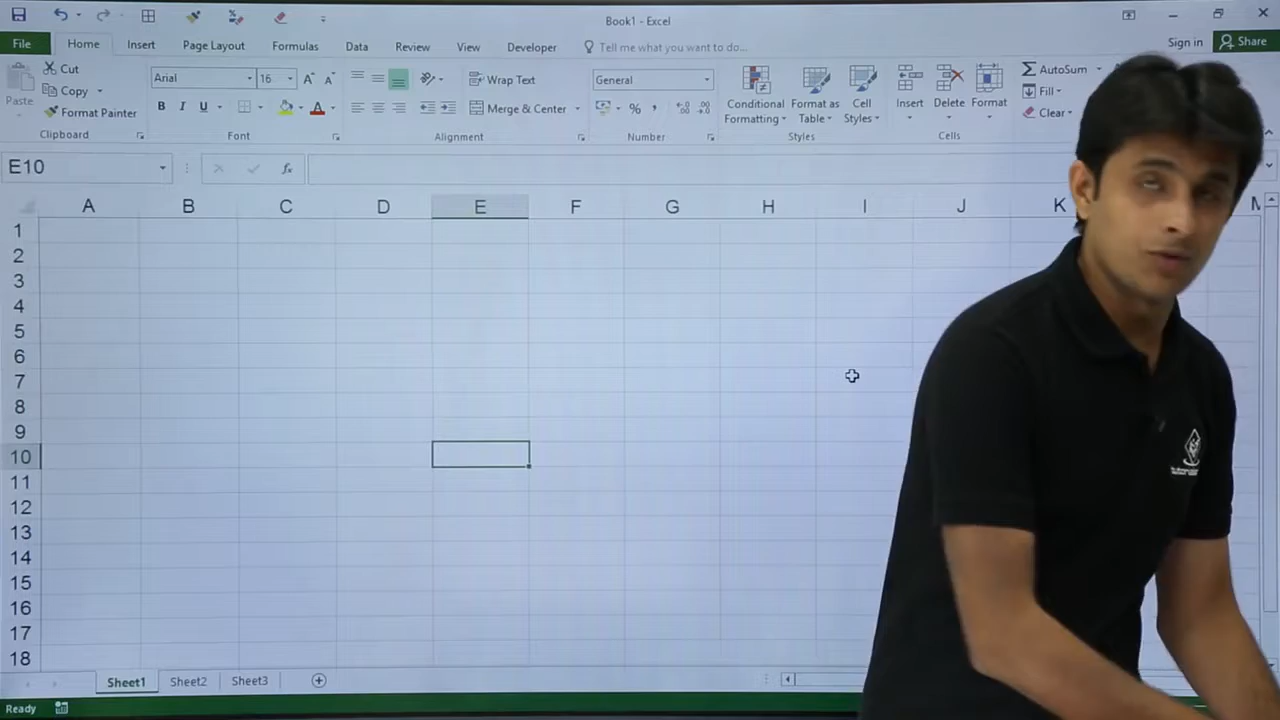 Book1 - Excel
Sign in
Share
File
Home
Insert
Page Layout
Formulas
Data
Review
View
Developer
Tell me what you want to do...
Paste
Cut
Copy
Format Painter
Clipboard
Arial
16
A
A
B
I
U
A
Font
Wrap Text
Merge & Center
Alignment
General
%
Number
Conditional Formatting
Format as Table
Cell Styles
Styles
Insert
Delete
Format
Cells
AutoSum
Fill
Clear
E10
fx
A B C D E F G H I J K M
1
2
3
4
5
6
7
8
9
10
11
12
13
14
15
16
17
18
Sheet1
Sheet2
Sheet3
Ready